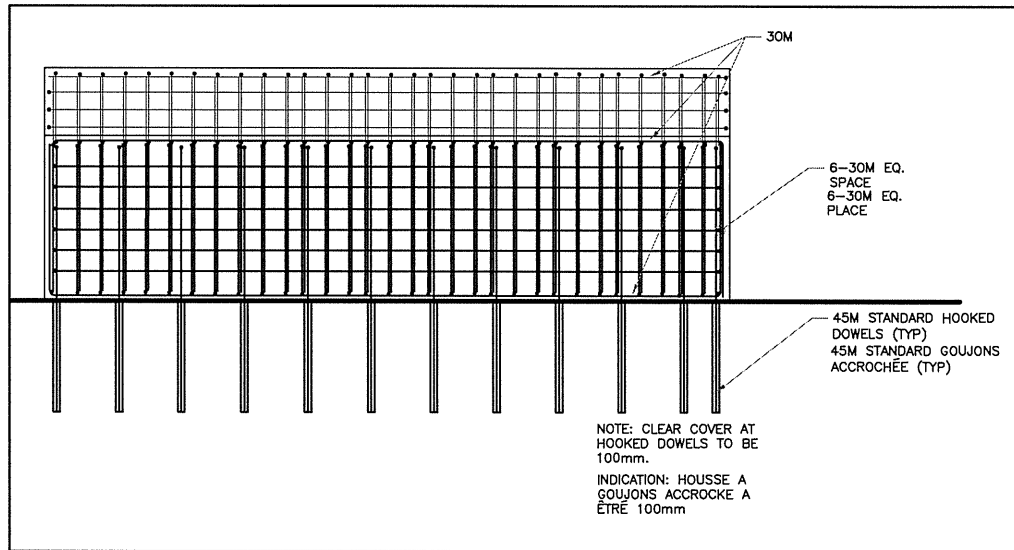 30M
6-30M EQ.
SPACE
6-30M EQ.
PLACE
45M STANDARD HOOKED
DOWELS (TYP)
45M STANDARD GOUJONS
ACCROCHÉE (TYP)
NOTE: CLEAR COVER AT
HOOKED DOWELS TO BE
100mm.
INDICATION: HOUSSE A
GOUJONS ACCROCKE A
ÊTRÉ 100mm